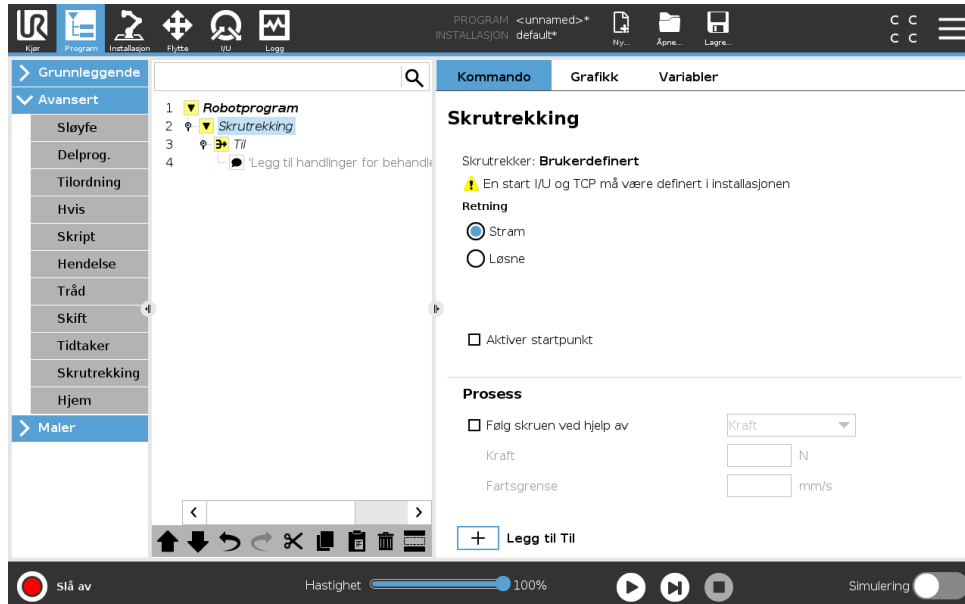 PROGRAM <unnamed>*
INSTALLASJON default*
Kjør
Program
Installasjon
Flytte
I/U
Logg
Ny...
Åpne...
Lagre...
C C
C C
Grunnleggende
Avansert
Sløyfe
Delprog.
Tilordning
Hvis
Skript
Hendelse
Tråd
Skift
Tidtaker
Skrutrekking
Hjem
Maler
1 Robotprogram
2 Skrutrekking
3 Til
4 'Legg til handlinger for behandle
Kommando Grafikk Variabler
Skrutrekking
Skrutrekker: Brukerdefinert
En start I/U og TCP må være definert i installasjonen
Retning
Stram
Løsne
Aktiver startpunkt
Prosess
Følg skruen ved hjelp av Kraft
Kraft N
Fartsgrense mm/s
Legg til Til
Slå av
Hastighet 100%
Simulering